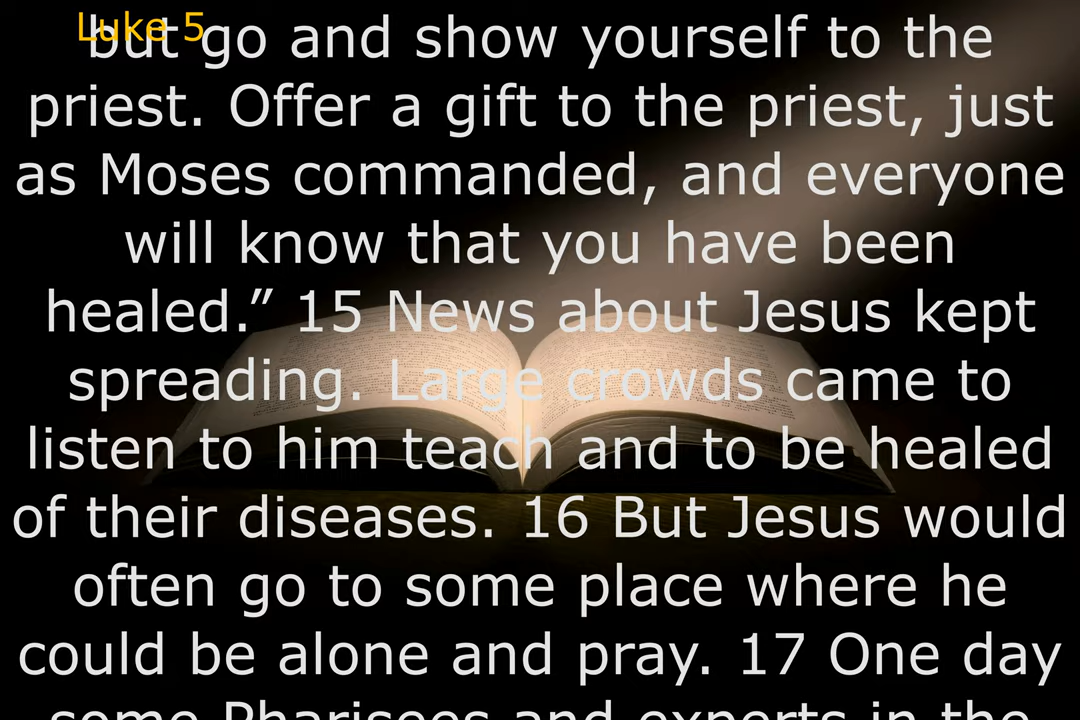 Luke 5
but go and show yourself to the
priest. Offer a gift to the priest, just
as Moses commanded, and everyone
will know that you have been
healed.” 15 News about Jesus kept
spreading. Large crowds came to
listen to him teach and to be healed
of their diseases. 16 But Jesus would
often go to some place where he
could be alone and pray. 17 One day
some Pharisees and experts in the